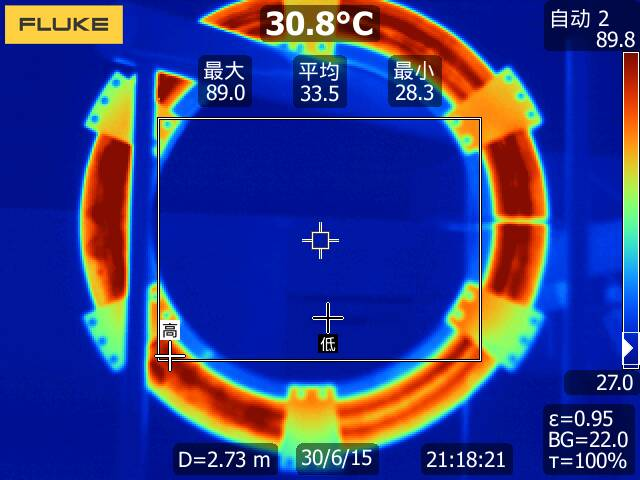 FLUKE
30.8°C
自动 2
89.8
最大
89.0
平均
33.5
最小
28.3
高
低
27.0
ε=0.95
BG=22.0
τ=100%
D=2.73 m
30/6/15
21:18:21